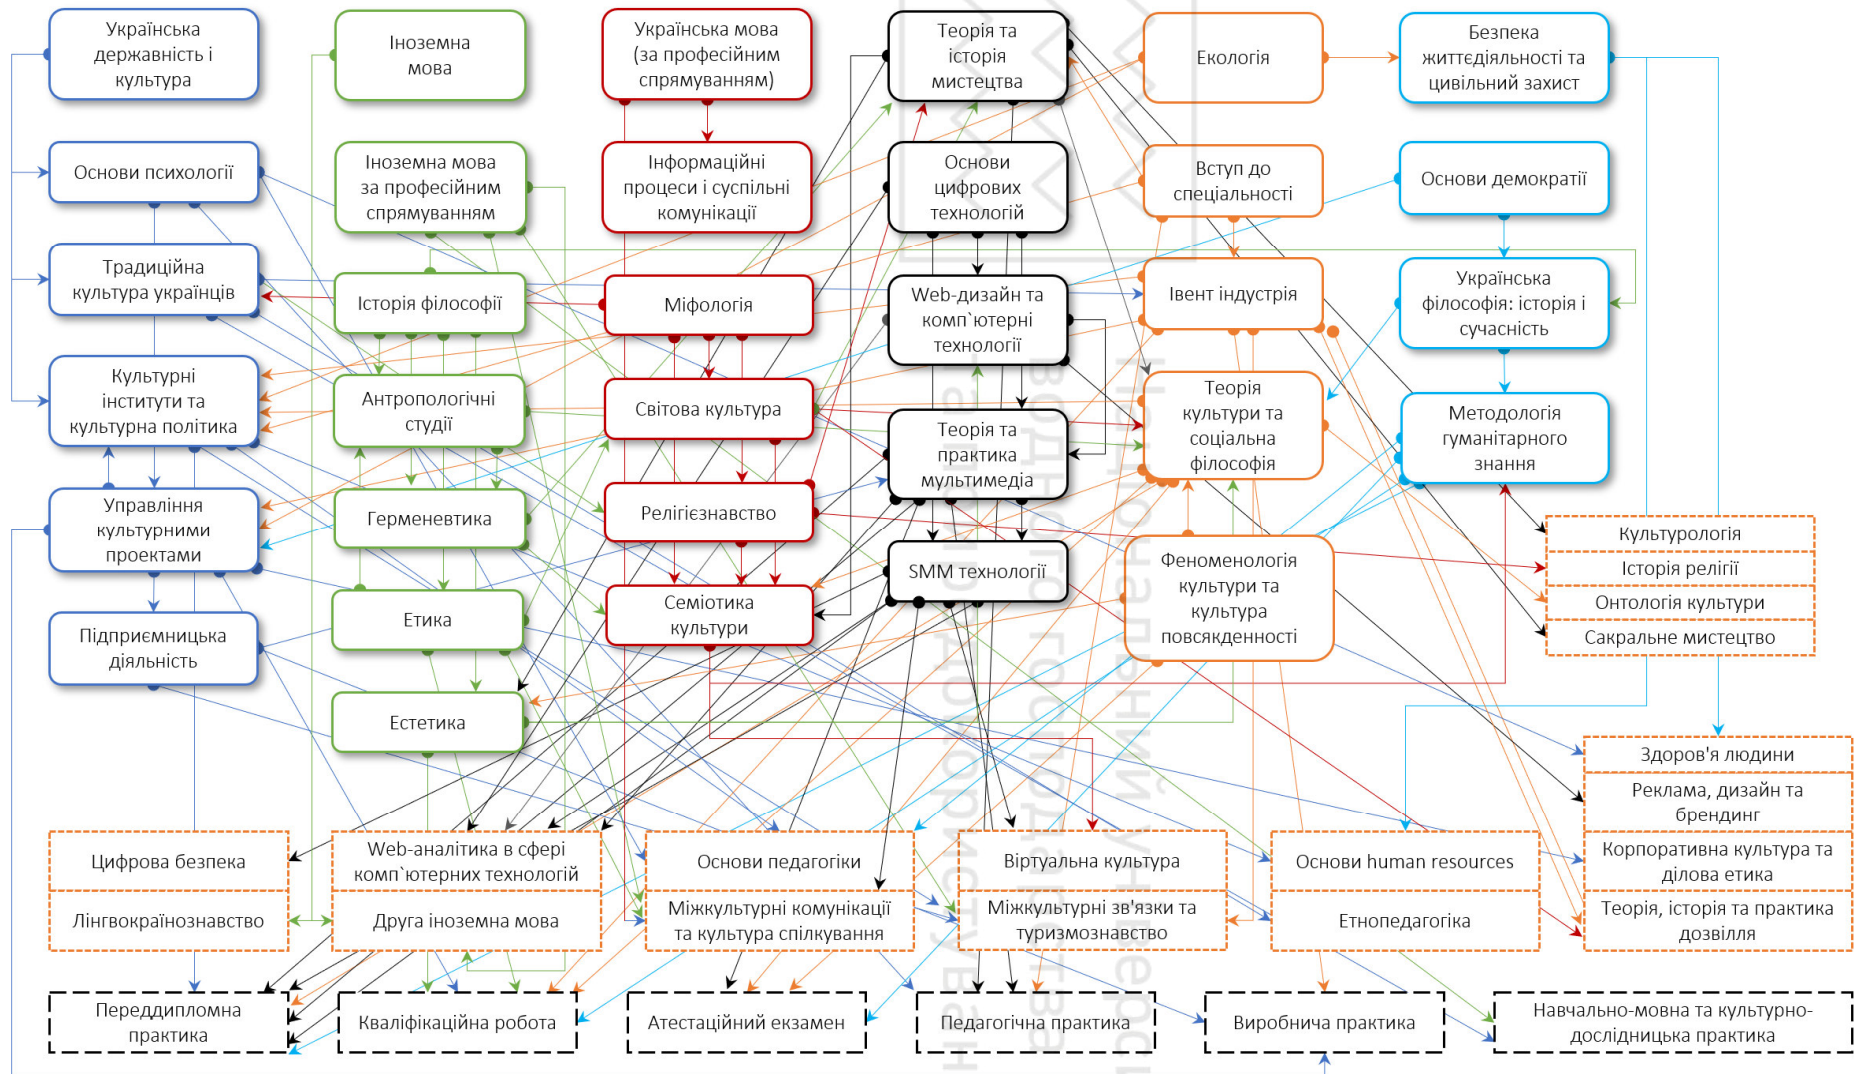 Українська
державність і
культура
Іноземна
мова
Українська мова
(за професійним
спрямуванням)
Теорія та
історія
мистецтва
Екологія
Безпека
життєдіяльності та
цивільний захист
Основи психології
Іноземна мова
за професійним
спрямуванням
Інформаційні
процеси і суспільні
комунікації
Основи
цифрових
технологій
Вступ до
спеціальності
Основи демократії
Традиційна
культура українців
Історія філософії
Міфологія
Web-дизайн та
комп`ютерні
технології
Івент індустрія
Українська
філософія: історія і
сучасність
Культурні
інститути та
культурна політика
Антропологічні
студії
Світова культура
Теорія та
практика
мультимедіа
Теорія
культури та
соціальна
філософія
Методологія
гуманітарного
знання
Управління
культурними
проектами
Герменевтика
Релігієзнавство
SMM технології
Феноменологія
культури та
культура
повсякденності
Культурологія
Історія релігії
Онтологія культури
Сакральне мистецтво
Підприємницька
діяльність
Етика
Семіотика
культури
Естетика
Здоров'я людини
Реклама, дизайн та
брендинг
Корпоративна культура та
ділова етика
Теорія, історія та практика
дозвілля
Цифрова безпека
Лінгвокраїнознавство
Web-аналітика в сфері
комп`ютерних технологій
Друга іноземна мова
Основи педагогіки
Міжкультурні комунікації
та культура спілкування
Віртуальна культура
Міжкультурні зв'язки та
туризмознавство
Основи human resources
Етнопедагогіка
Переддипломна
практика
Кваліфікаційна робота
Атестаційний екзамен
Педагогічна практика
Виробнича практика
Навчально-мовна та культурно-
дослідницька практика